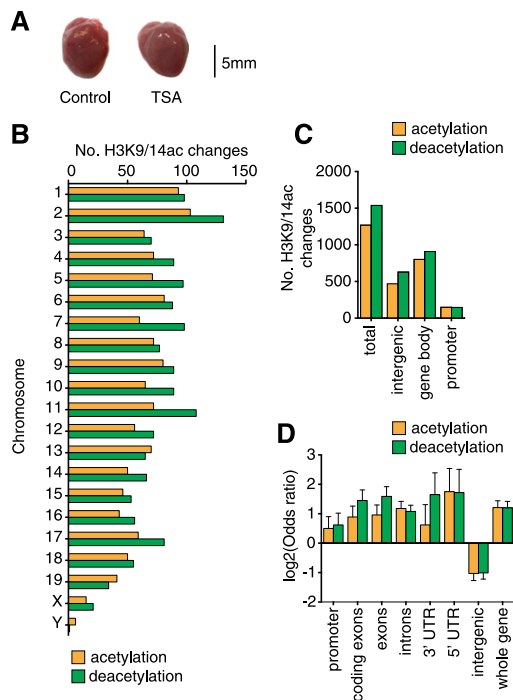 A
Control
TSA
5mm
B
No. H3K9/14ac changes
0
50
100
150
1
2
3
4
5
6
7
8
9
10
11
12
13
14
15
16
17
18
19
X
Y
Chromosome
acetylation
deacetylation
C
acetylation
deacetylation
No. H3K9/14ac
changes
2000
1500
1000
500
0
total
intergenic
gene body
promoter
D
acetylation
deacetylation
log2(Odds ratio)
3
2
1
0
-1
-2
promoter
coding exons
exons
introns
3' UTR
5' UTR
intergenic
whole gene